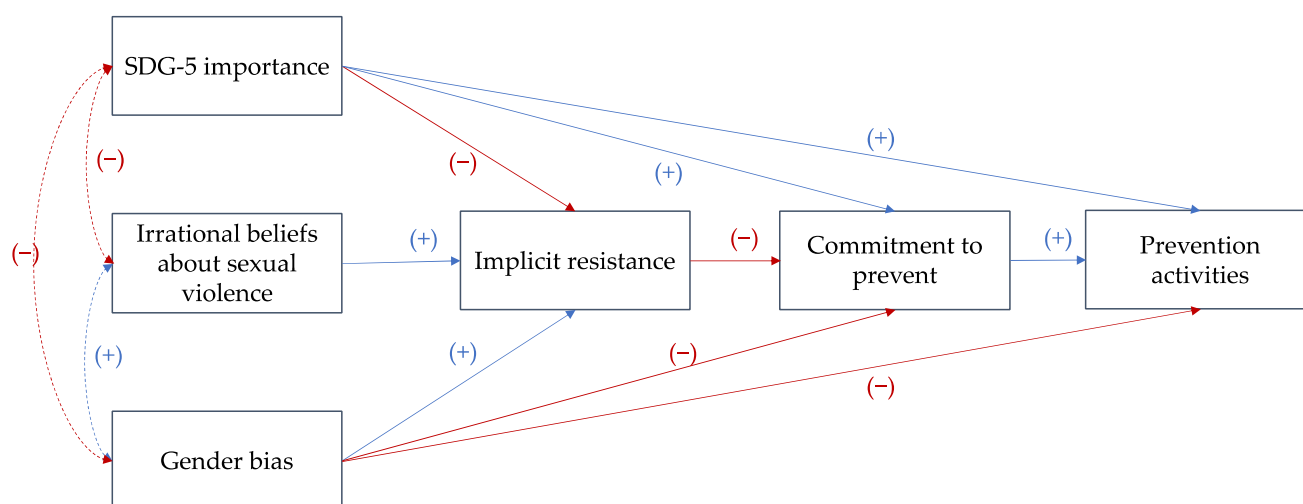 SDG-5 importance
(+)
(−)
(−)
(+)
(−)
Irrational beliefs
about sexual
violence
(+)
Implicit resistance
(−)
Commitment to
prevent
(+)
Prevention
activities
(−)
(+)
(+)
(−)
(−)
Gender bias